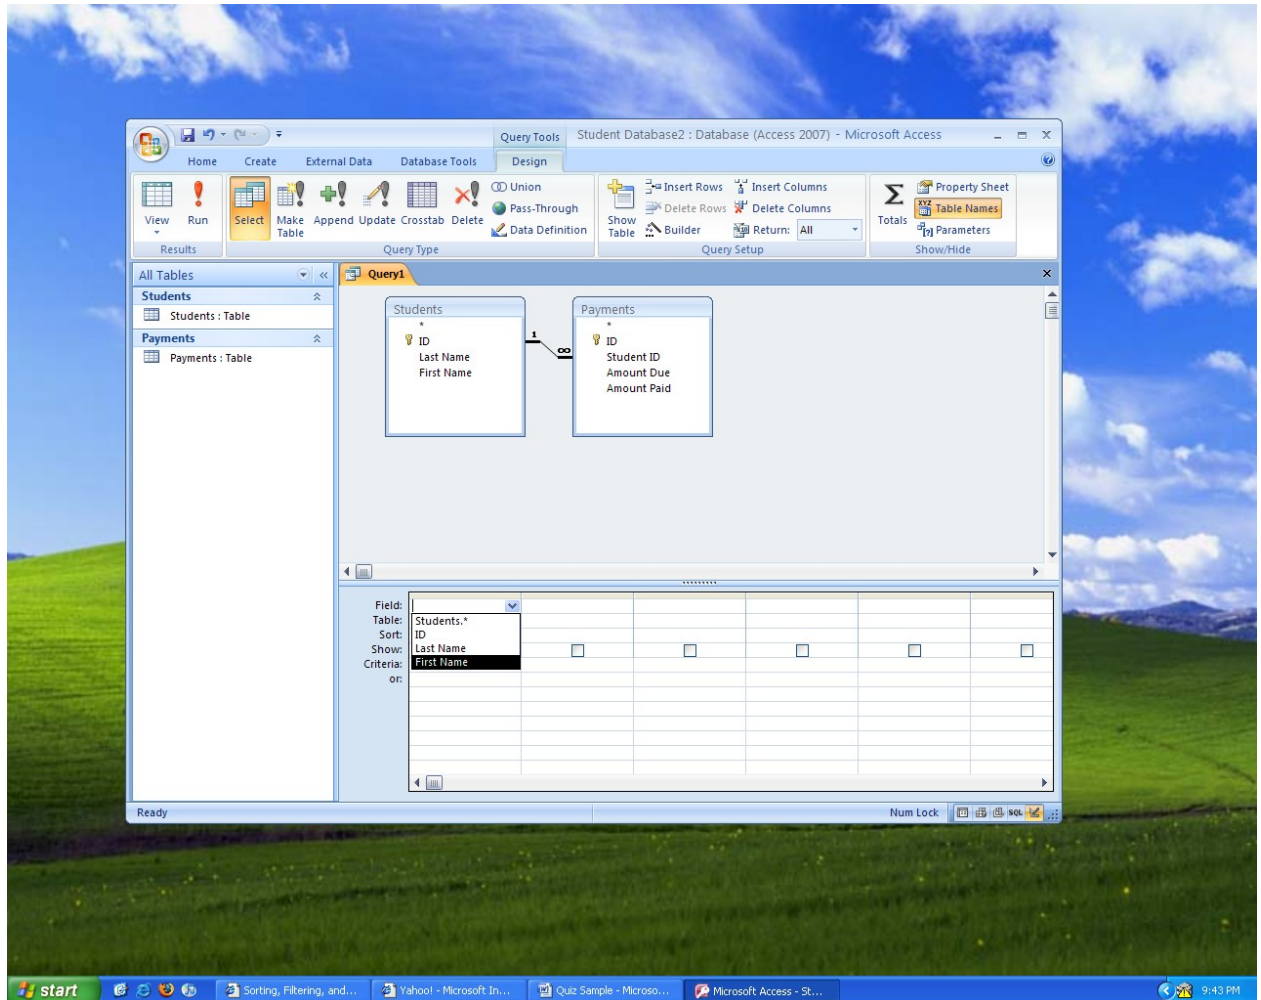 Query Tools
Student Database2 : Database (Access 2007) - Microsoft Access
Home Create External Data Database Tools Design
View
Run
Select
Make Table
Append
Update
Crosstab
Delete
Union
Pass-Through
Data Definition
Show Table
Insert Rows
Delete Rows
Builder
Insert Columns
Delete Columns
Return: All
Σ
Totals
Property Sheet
XYZ
Table Names
[?]
Parameters
Results
Query Type
Query Setup
Show/Hide
All Tables
«
Students
Students : Table
Payments
Payments : Table
Query1
Students
*
ID
Last Name
First Name
1
∞
Payments
*
ID
Student ID
Amount Due
Amount Paid
Field:
Table:
Sort:
Show:
Criteria:
or:
Students.*
ID
Last Name
First Name
Ready
Num Lock
SQL
start
Sorting, Filtering, and...
Yahoo! - Microsoft In...
Quiz Sample - Microso...
Microsoft Access - St...
9:43 PM